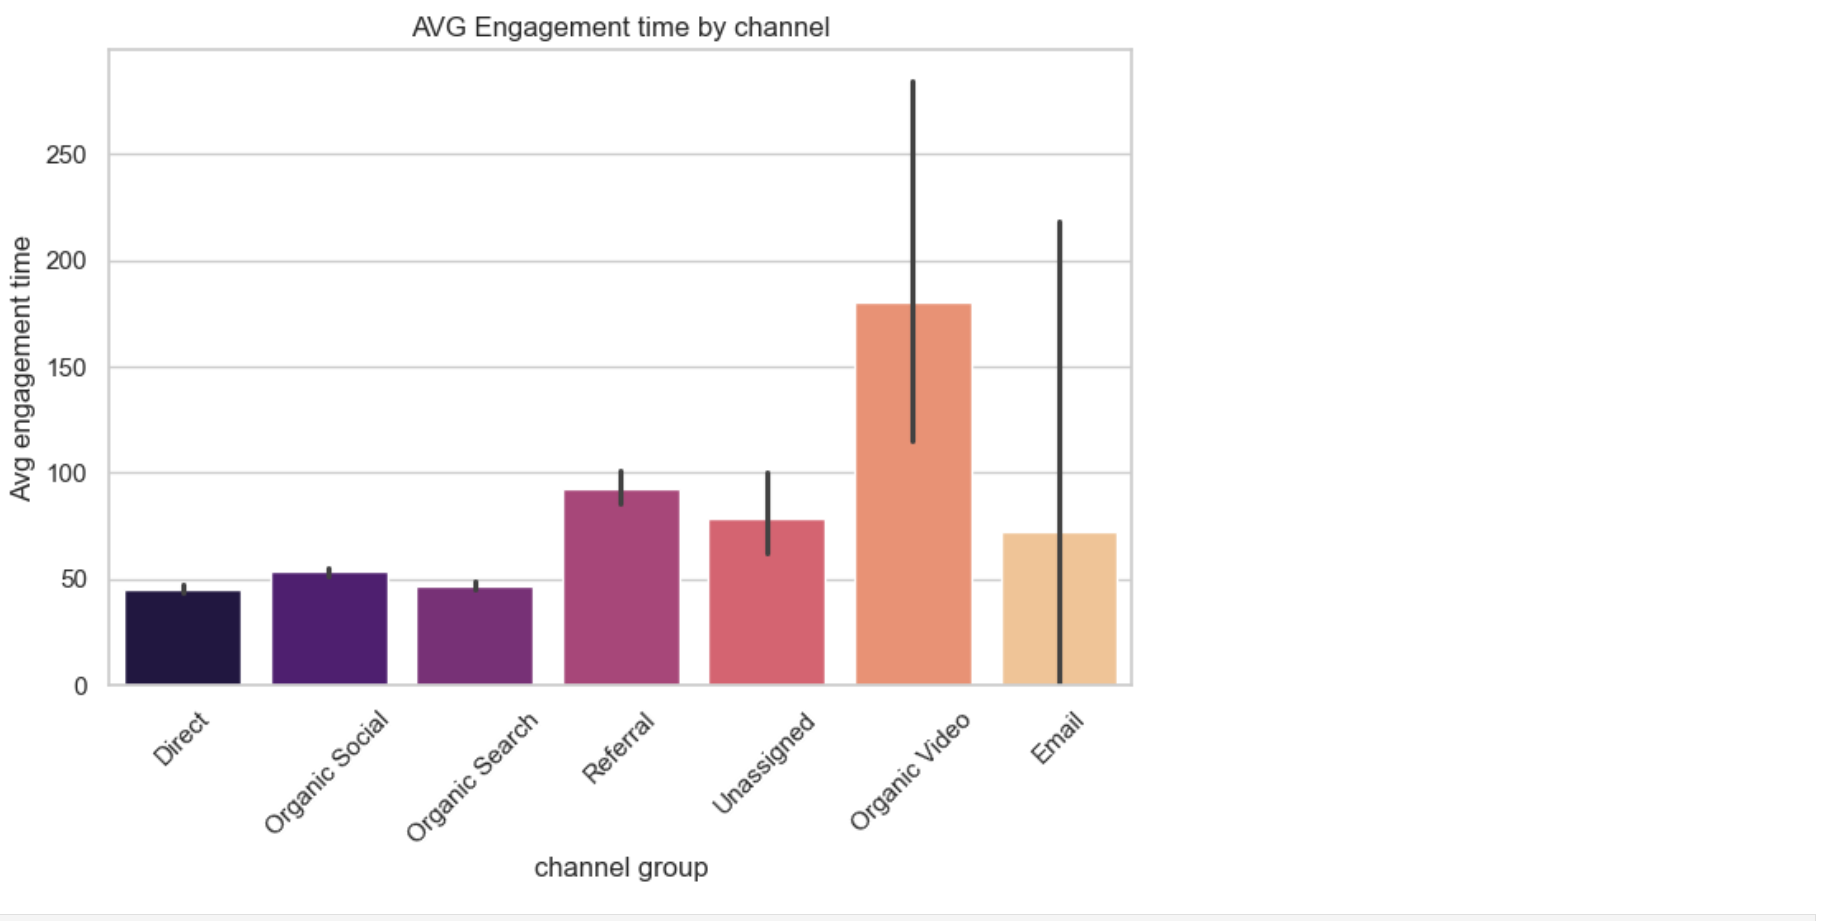 AVG Engagement time by channel
Avg engagement time
250
200
150
100
50
0
Direct
Organic Social
Organic Search
Referral
Unassigned
Organic Video
Email
channel group